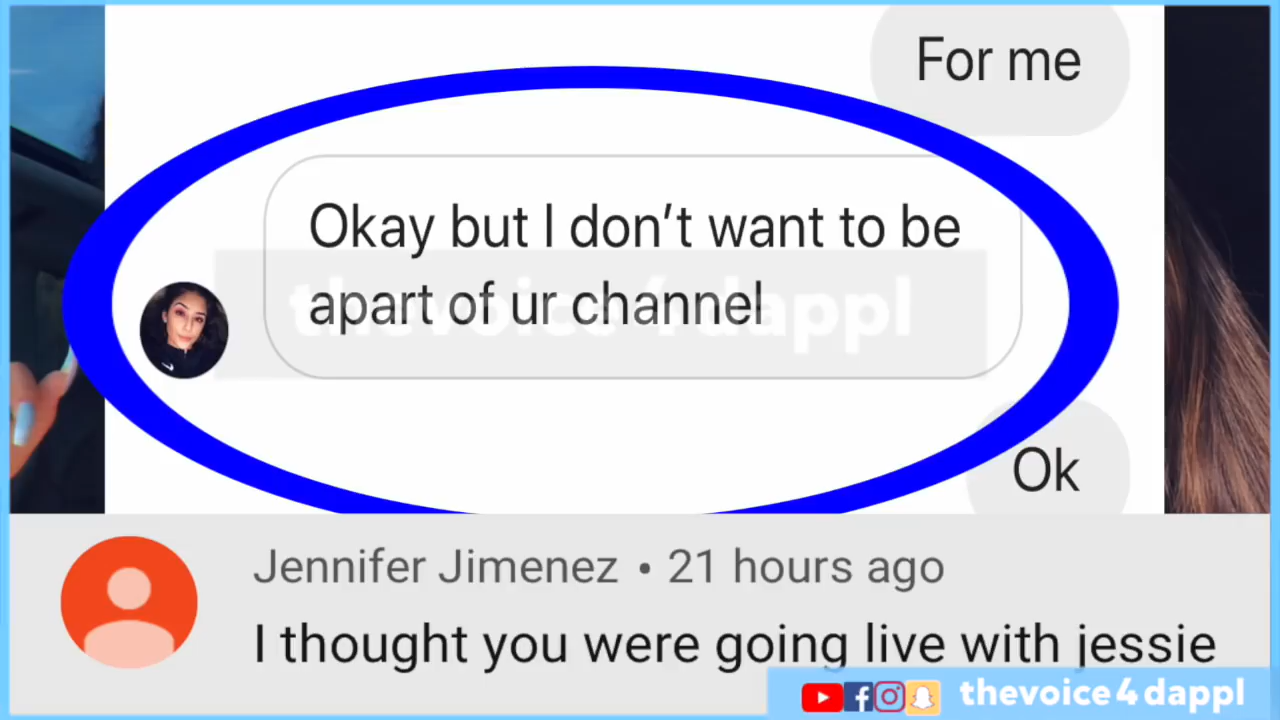 For me
Okay but I don't want to be
apart of ur channel
thevoice4dappl
Ok
Jennifer Jimenez • 21 hours ago
I thought you were going live with jessie
thevoice4dappl